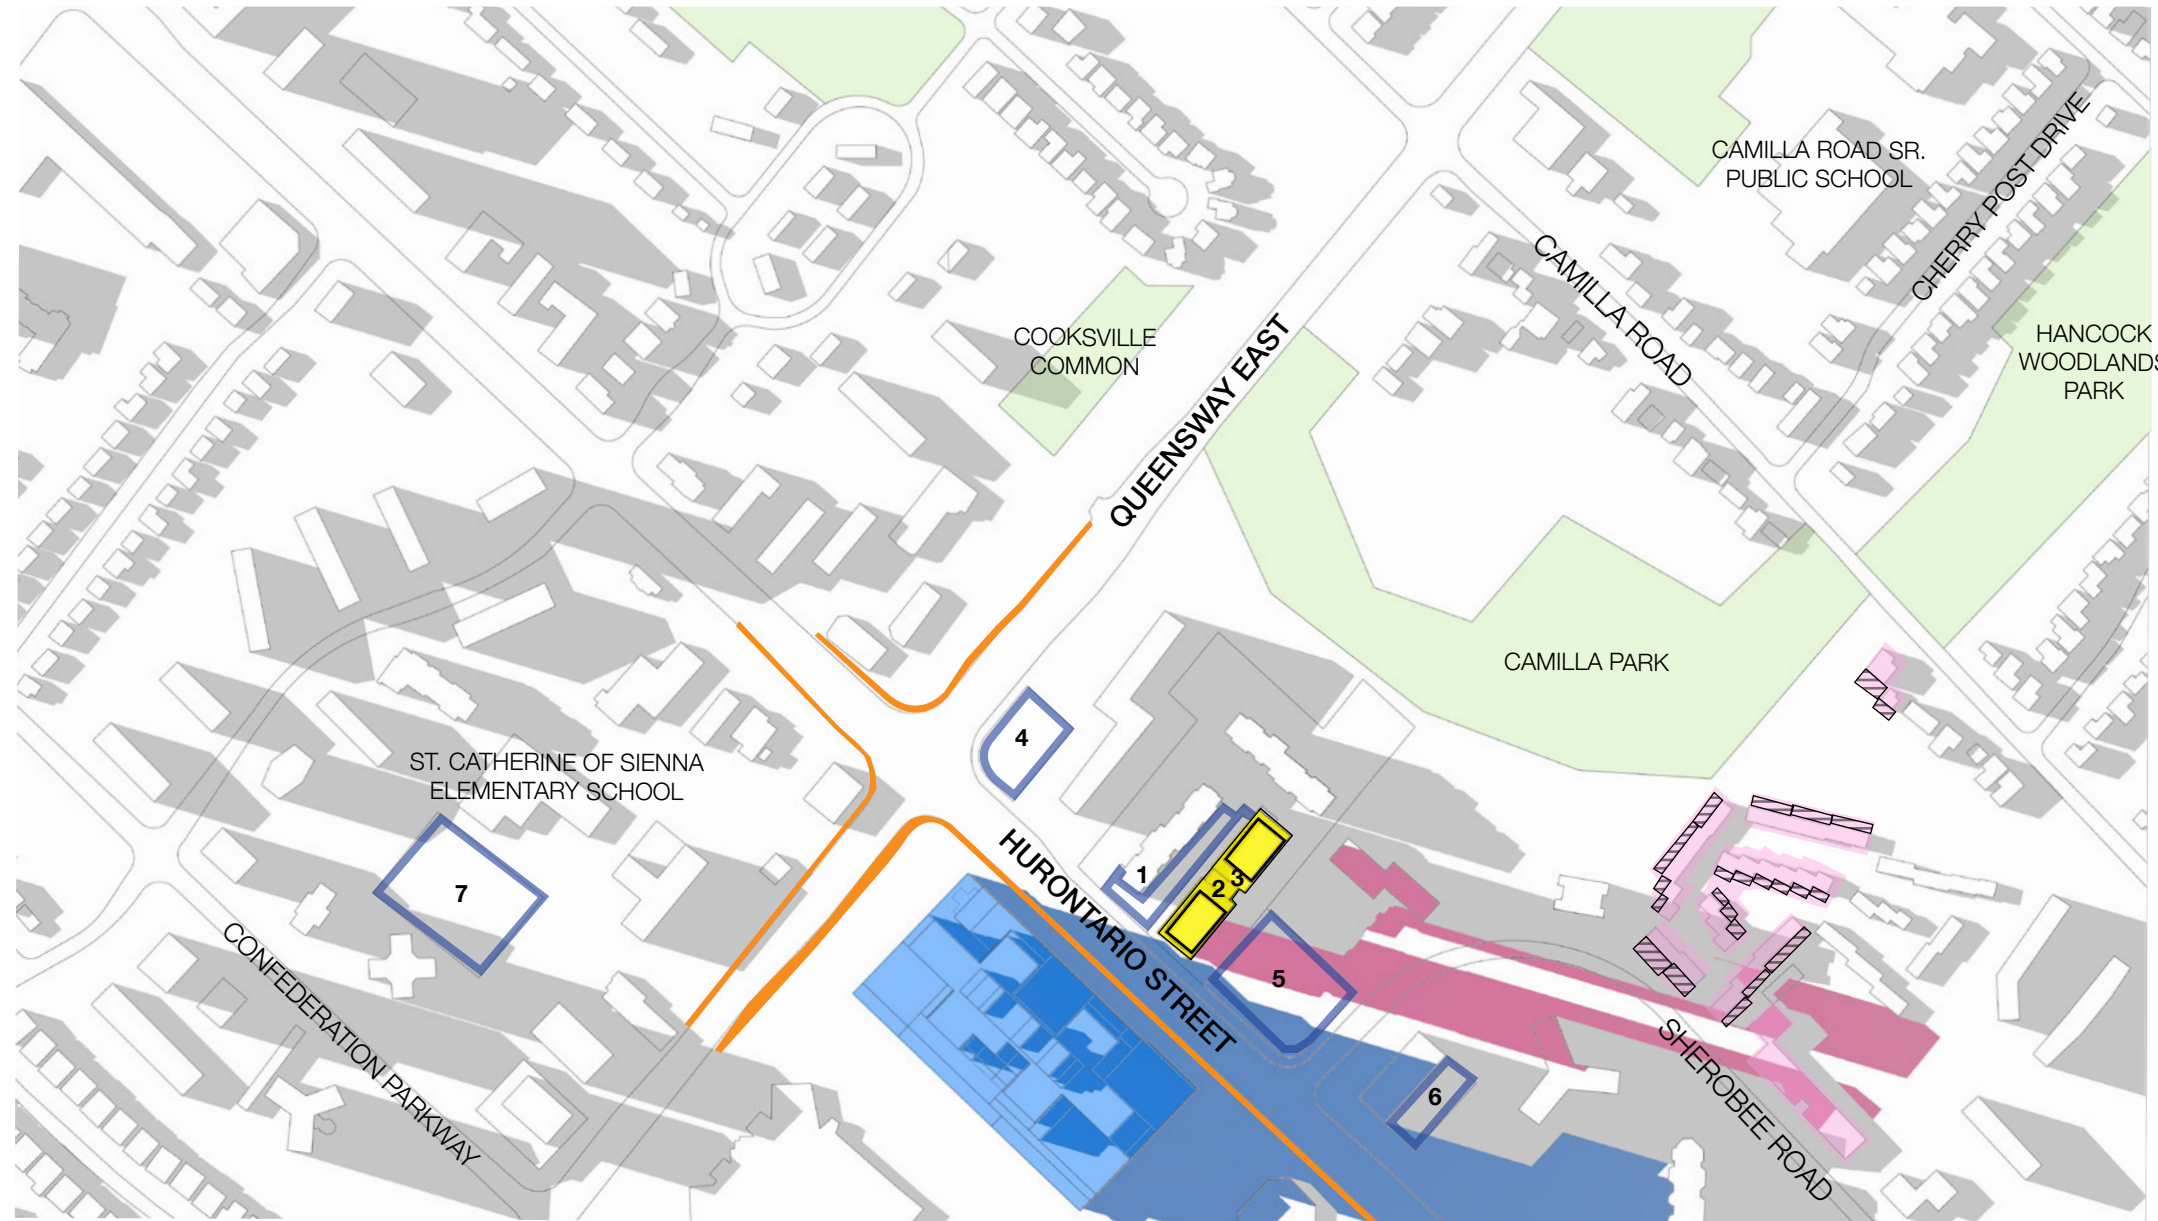 CAMILLA ROAD SR.
PUBLIC SCHOOL
CHERRY POST DRIVE
CAMILLA ROAD
HANCOCK
WOODLANDS
PARK
COOKSVILLE
COMMON
QUEENSWAY EAST
CAMILLA PARK
4
ST. CATHERINE OF SIENNA
ELEMENTARY SCHOOL
7
HURONTARIO STREET
1
2
3
5
6
CONFEDERATION PARKWAY
SHEROBEE ROAD